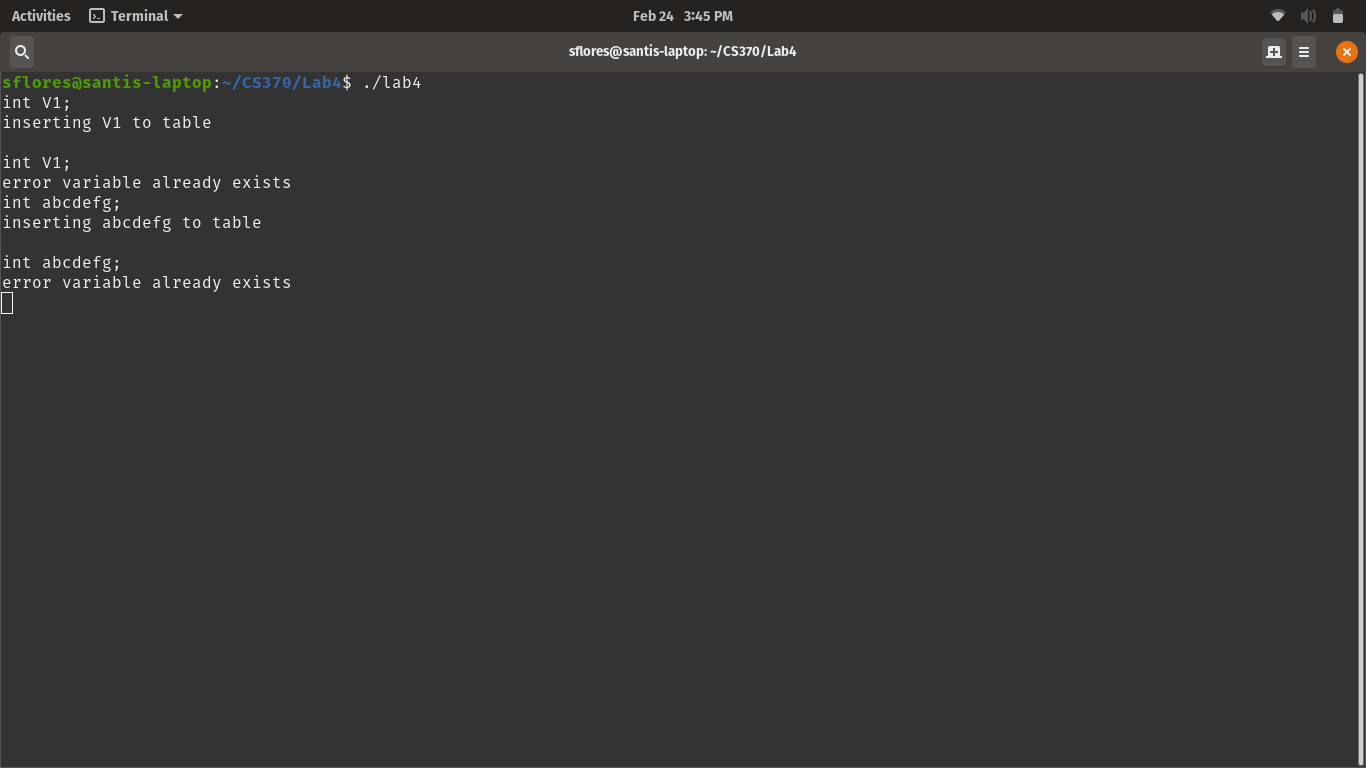 Activities Terminal Feb 24 3:45 PM
sflores@santis-laptop: ~/CS370/Lab4
sflores@santis-laptop:~/CS370/Lab4$ ./lab4
int V1;
inserting V1 to table
int V1;
error variable already exists
int abcdefg;
inserting abcdefg to table
int abcdefg;
error variable already exists